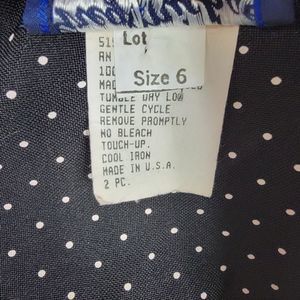 Lot
Size 6
RN
TUMBLE DRY LOW
GENTLE CYCLE
REMOVE PROMPTLY
NO BLEACH
TOUCH-UP.
COOL IRON
MADE IN U.S.A.
2 PC.